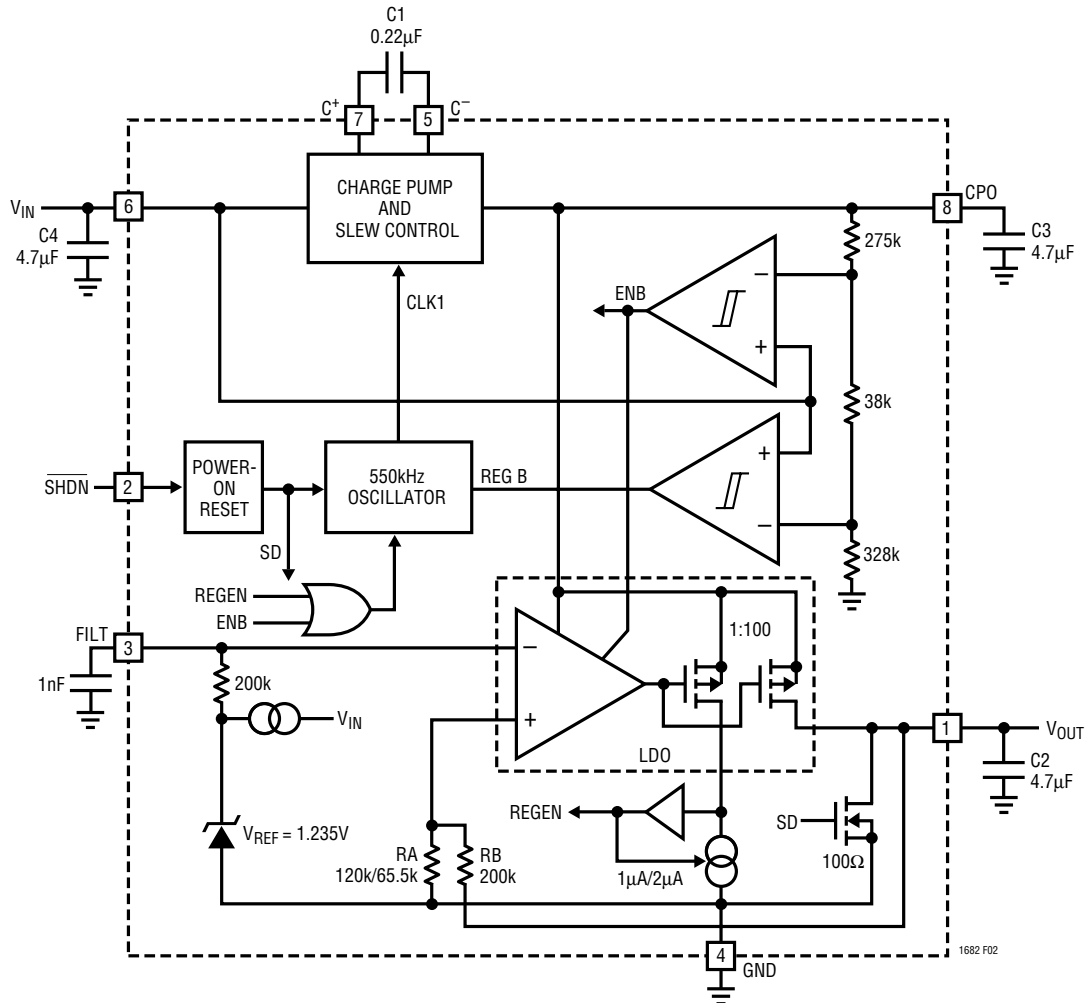 C1
0.22µF
C+
7
5
C−
CHARGE PUMP
AND
SLEW CONTROL
VIN
6
8
CPO
C4
4.7µF
C3
4.7µF
275k
−
ENB
+
CLK1
38k
+
−
328k
SHDN
2
POWER-
ON
RESET
550kHz
OSCILLATOR
REG B
SD
REGEN
ENB
FILT
3
1nF
200k
VIN
−
+
1:100
LDO
1
VOUT
C2
4.7µF
REGEN
SD
100Ω
VREF = 1.235V
RA
120k/65.5k
RB
200k
1µA/2µA
4
GND
1682 F02